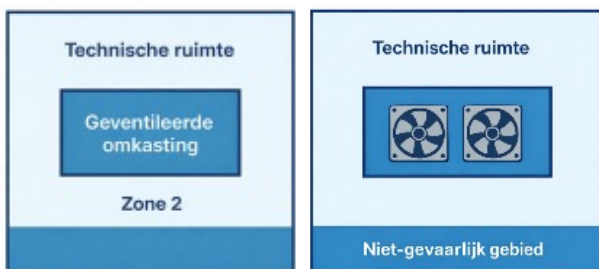 Technische ruimte
Geventileerde
omkasting
Zone 2
Technische ruimte
Niet-gevaarlijk gebied